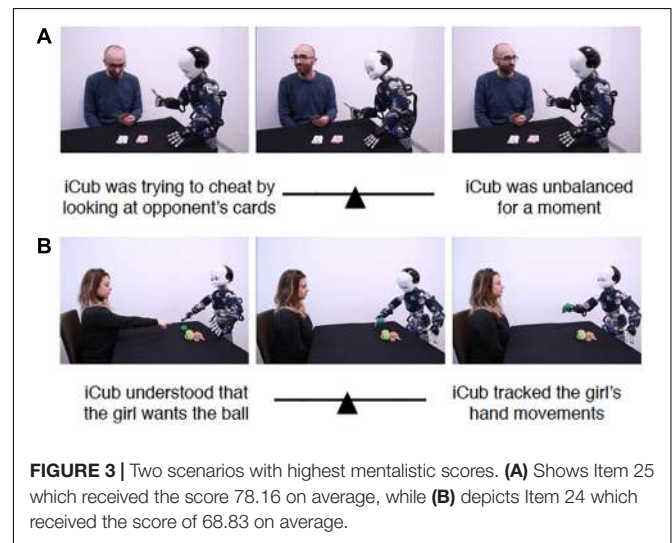 A
iCub was trying to cheat by
looking at opponent's cards
iCub was unbalanced
for a moment
B
iCub understood that
the girl wants the ball
iCub tracked the girl's
hand movements
FIGURE 3 | Two scenarios with highest mentalistic scores. (A) Shows Item 25
which received the score 78.16 on average, while (B) depicts Item 24 which
received the score of 68.83 on average.